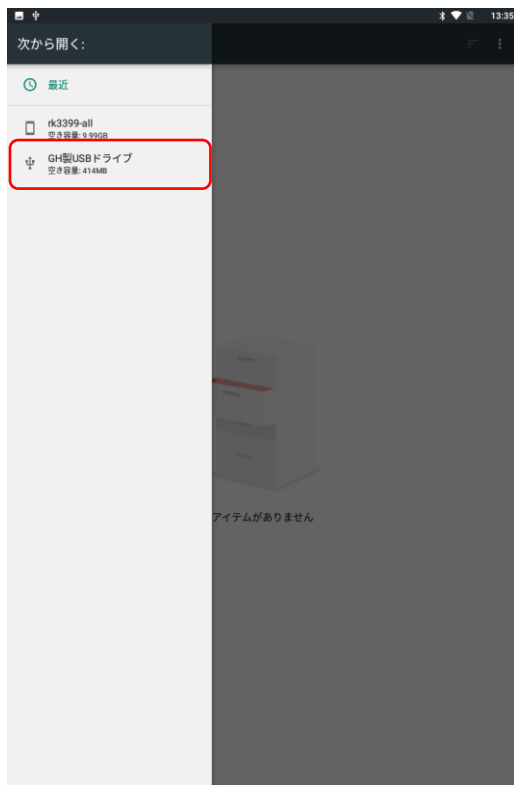 13:35
次から開く:
最近
rk3399-all
空き容量: 9.99GB
GH製USBドライブ
空き容量: 414MB
アイテムがありません